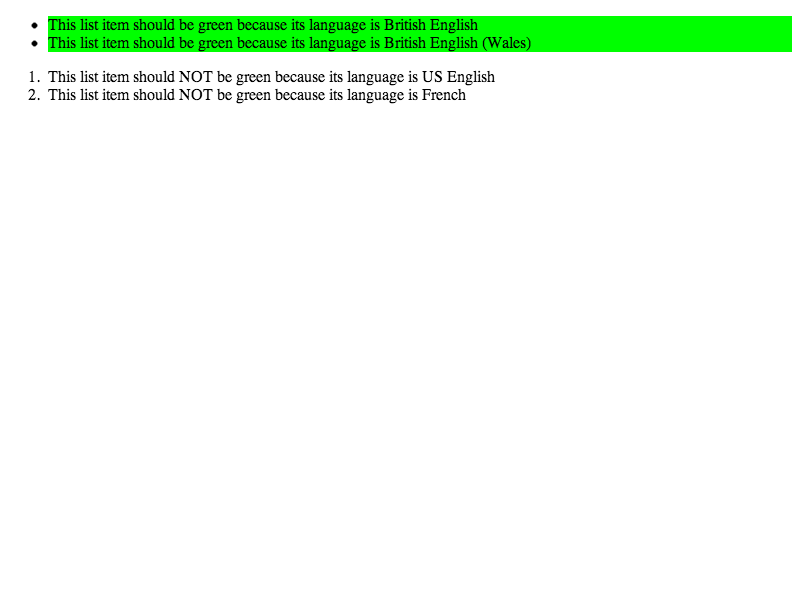 • This list item should be green because its language is British English
• This list item should be green because its language is British English (Wales)
1. This list item should NOT be green because its language is US English
2. This list item should NOT be green because its language is French